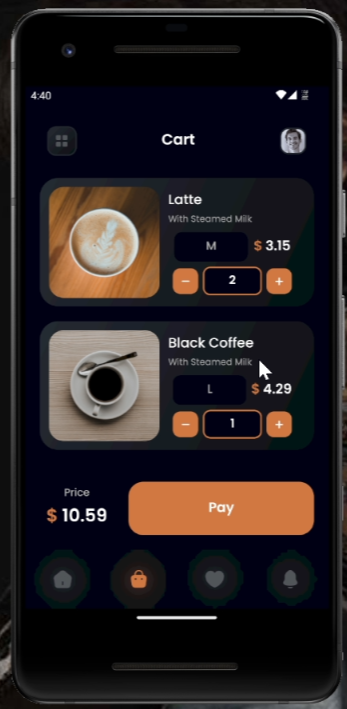 4:40
Cart
Latte
With Steamed Milk
M $ 3.15
− 2 +
Black Coffee
With Steamed Milk
L $ 4.29
− 1 +
Price
$ 10.59
Pay